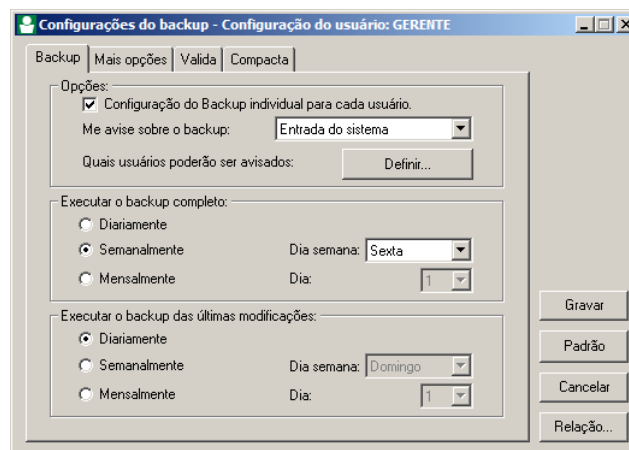 Configurações do backup - Configuração do usuário: GERENTE
Backup Mais opções Valida Compacta
Opções:
Configuração do Backup individual para cada usuário.
Me avise sobre o backup: Entrada do sistema
Quais usuários poderão ser avisados: Definir...
Executar o backup completo:
Diariamente
Semanalmente Dia semana: Sexta
Mensalmente Dia: 1
Executar o backup das últimas modificações:
Diariamente
Semanalmente Dia semana: Domingo
Mensalmente Dia: 1
Gravar
Padrão
Cancelar
Relação...